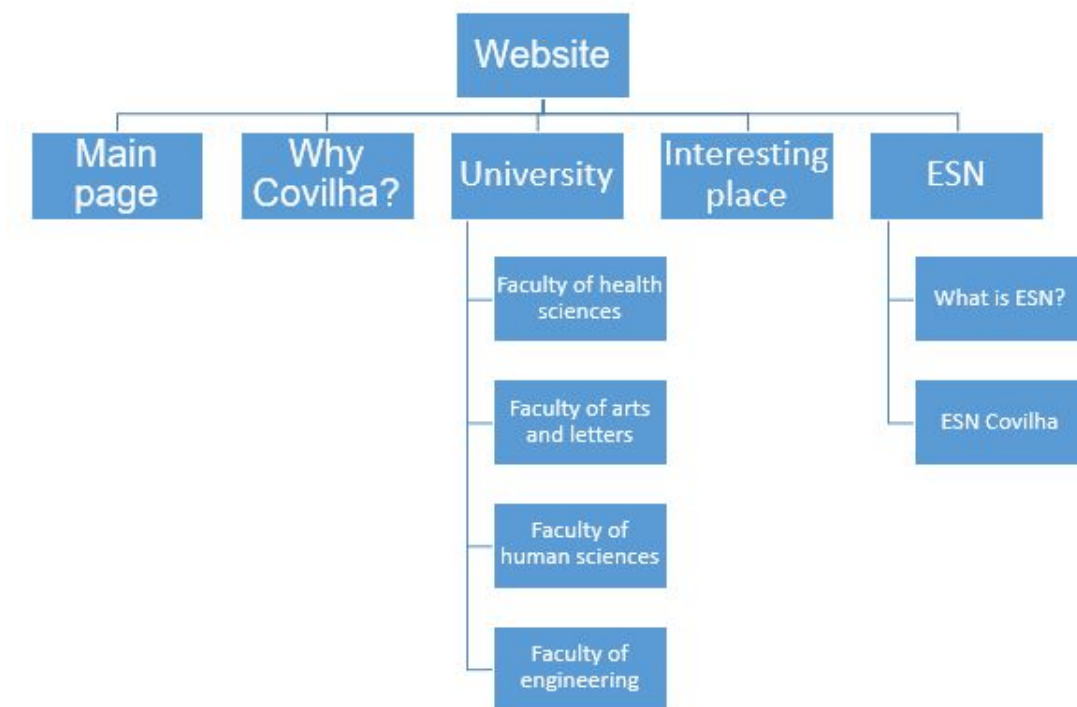 Website
Main
page
Why
Covilha?
University
Interesting
place
ESN
Faculty of health
sciences
Faculty of arts
and letters
Faculty of
human sciences
Faculty of
engineering
What is ESN?
ESN Covilha